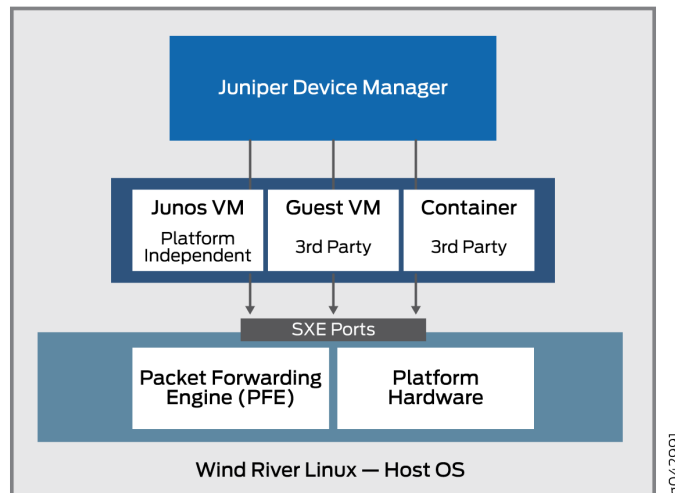 Juniper Device Manager
Junos VM
Platform
Independent
Guest VM
3rd Party
Container
3rd Party
SXE Ports
Packet Forwarding
Engine (PFE)
Platform
Hardware
Wind River Linux — Host OS
g042991